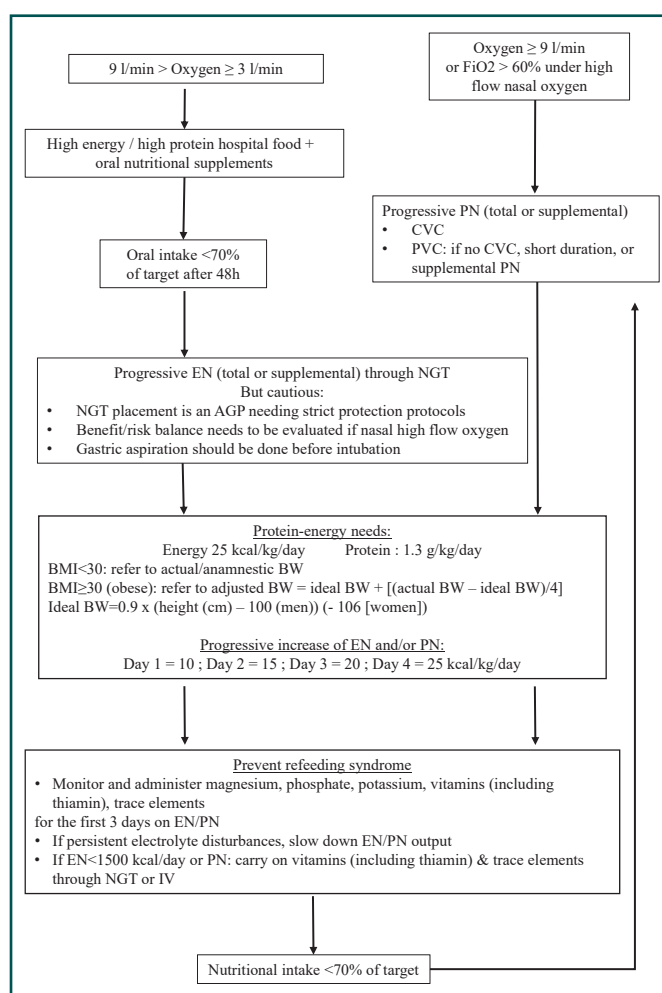 9 l/min > Oxygen ≥ 3 l/min
High energy / high protein hospital food +
oral nutritional supplements
Oral intake <70%
of target after 48h
Oxygen ≥ 9 l/min
or FiO2 > 60% under high
flow nasal oxygen
Progressive PN (total or supplemental)
• CVC
• PVC: if no CVC, short duration, or
supplemental PN
Progressive EN (total or supplemental) through NGT
But cautious:
• NGT placement is an AGP needing strict protection protocols
• Benefit/risk balance needs to be evaluated if nasal high flow oxygen
• Gastric aspiration should be done before intubation
Protein-energy needs:
Energy 25 kcal/kg/day Protein : 1.3 g/kg/day
BMI<30: refer to actual/anamnestic BW
BMI≥30 (obese): refer to adjusted BW = ideal BW + [(actual BW – ideal BW)/4]
Ideal BW=0.9 x (height (cm) – 100 (men)) (- 106 [women])
Progressive increase of EN and/or PN:
Day 1 = 10 ; Day 2 = 15 ; Day 3 = 20 ; Day 4 = 25 kcal/kg/day
Prevent refeeding syndrome
• Monitor and administer magnesium, phosphate, potassium, vitamins (including
thiamin), trace elements
for the first 3 days on EN/PN
• If persistent electrolyte disturbances, slow down EN/PN output
• If EN<1500 kcal/day or PN: carry on vitamins (including thiamin) & trace elements
through NGT or IV
Nutritional intake <70% of target